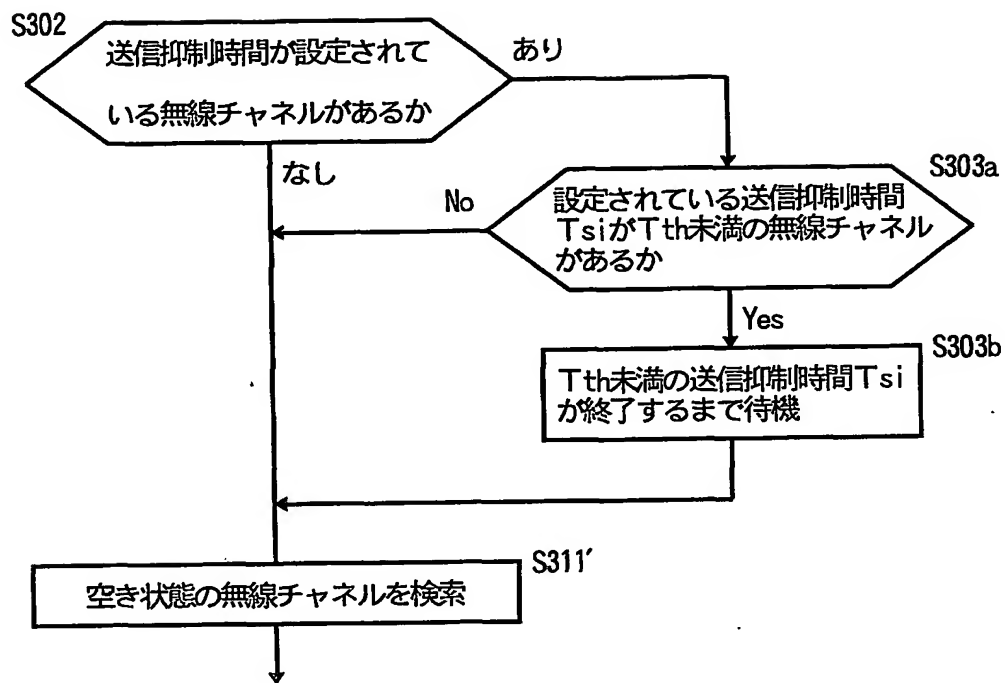 S302
送信抑制時間が設定されて
いる無線チャネルがあるか
あり
なし
S303a
設定されている送信抑制時間
TsiがTth未満の無線チャネル
があるか
No
Yes
S303b
Tth未満の送信抑制時間Tsi
が終了するまで待機
S311′
空き状態の無線チャネルを検索